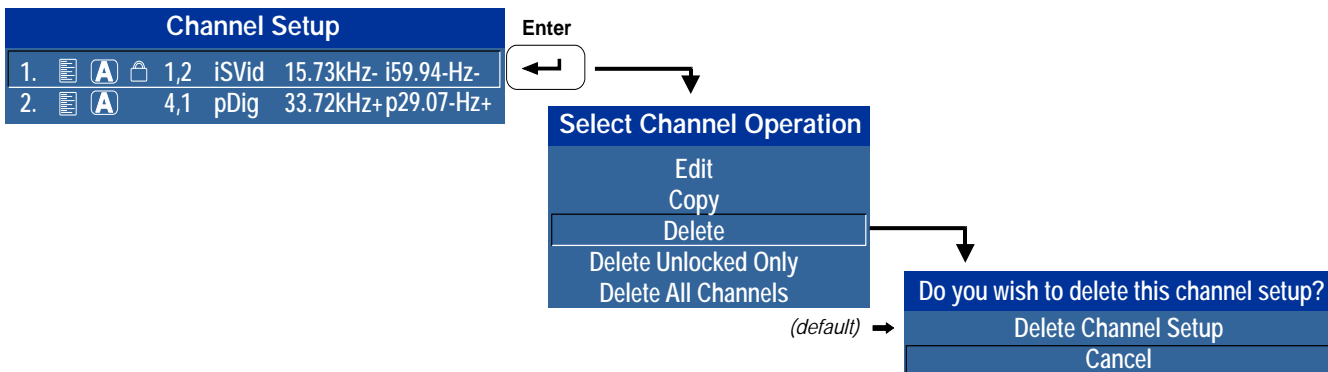 Channel Setup
Enter
1. A 1,2 iSVid 15.73kHz- i59.94-Hz-
2. A 4,1 pDig 33.72kHz+p29.07-Hz+
Select Channel Operation
Edit
Copy
Delete
Delete Unlocked Only
Delete All Channels
Do you wish to delete this channel setup?
(default)
Delete Channel Setup
Cancel